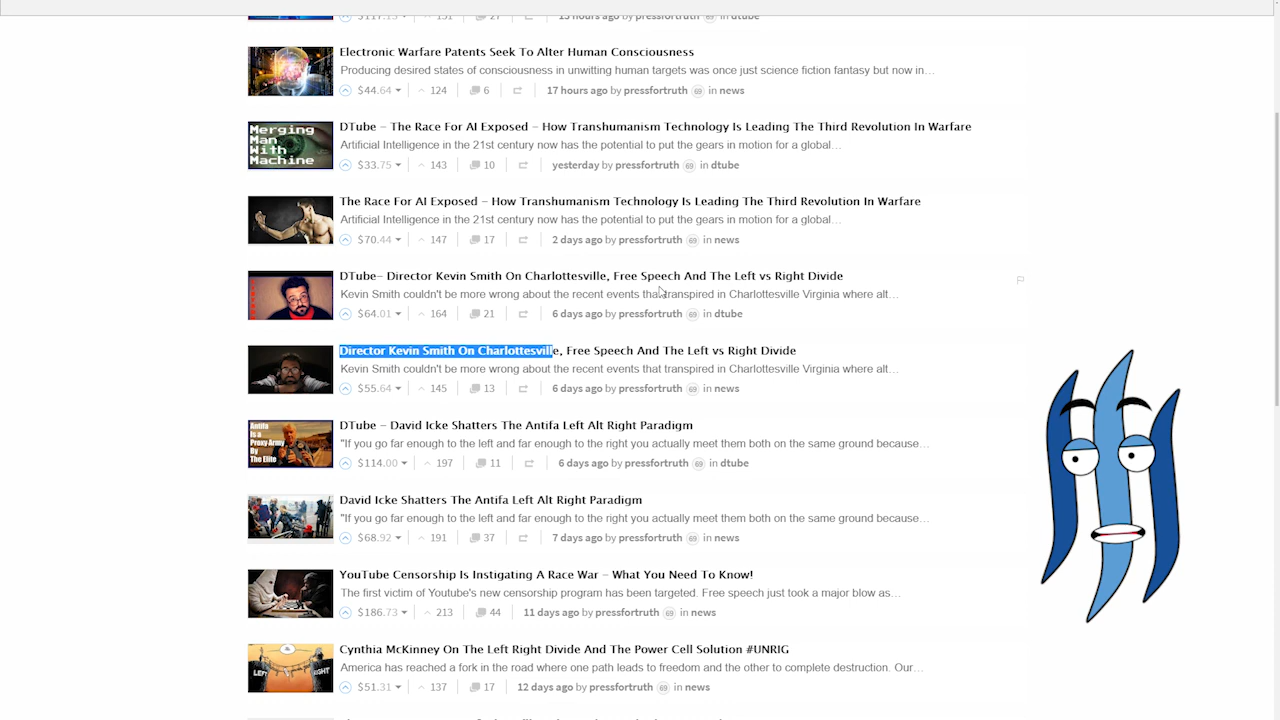 $117.15 151 27 15 hours ago by pressfortruth 69 in dtube
Electronic Warfare Patents Seek To Alter Human Consciousness
Producing desired states of consciousness in unwitting human targets was once just science fiction fantasy but now in…
$44.64 124 6 17 hours ago by pressfortruth 69 in news
Merging
Man
With
Machine
DTube – The Race For AI Exposed – How Transhumanism Technology Is Leading The Third Revolution In Warfare
Artificial Intelligence in the 21st century now has the potential to put the gears in motion for a global…
$33.75 143 10 yesterday by pressfortruth 69 in dtube
The Race For AI Exposed – How Transhumanism Technology Is Leading The Third Revolution In Warfare
Artificial Intelligence in the 21st century now has the potential to put the gears in motion for a global…
$70.44 147 17 2 days ago by pressfortruth 69 in news
DTube– Director Kevin Smith On Charlottesville, Free Speech And The Left vs Right Divide
Kevin Smith couldn't be more wrong about the recent events that transpired in Charlottesville Virginia where alt…
$64.01 164 21 6 days ago by pressfortruth 69 in dtube
Director Kevin Smith On Charlottesville, Free Speech And The Left vs Right Divide
Kevin Smith couldn't be more wrong about the recent events that transpired in Charlottesville Virginia where alt…
$55.64 145 13 6 days ago by pressfortruth 69 in news
Antifa
Is a
Proxy Army
By
The Elite
DTube – David Icke Shatters The Antifa Left Alt Right Paradigm
"If you go far enough to the left and far enough to the right you actually meet them both on the same ground because…
$114.00 197 11 6 days ago by pressfortruth 69 in dtube
David Icke Shatters The Antifa Left Alt Right Paradigm
"If you go far enough to the left and far enough to the right you actually meet them both on the same ground because…
$68.92 191 37 7 days ago by pressfortruth 69 in news
YouTube Censorship Is Instigating A Race War – What You Need To Know!
The first victim of Youtube's new censorship program has been targeted. Free speech just took a major blow as…
$186.73 213 44 11 days ago by pressfortruth 69 in news
LEFT RIGHT
Cynthia McKinney On The Left Right Divide And The Power Cell Solution #UNRIG
America has reached a fork in the road where one path leads to freedom and the other to complete destruction. Our…
$51.31 137 17 12 days ago by pressfortruth 69 in news